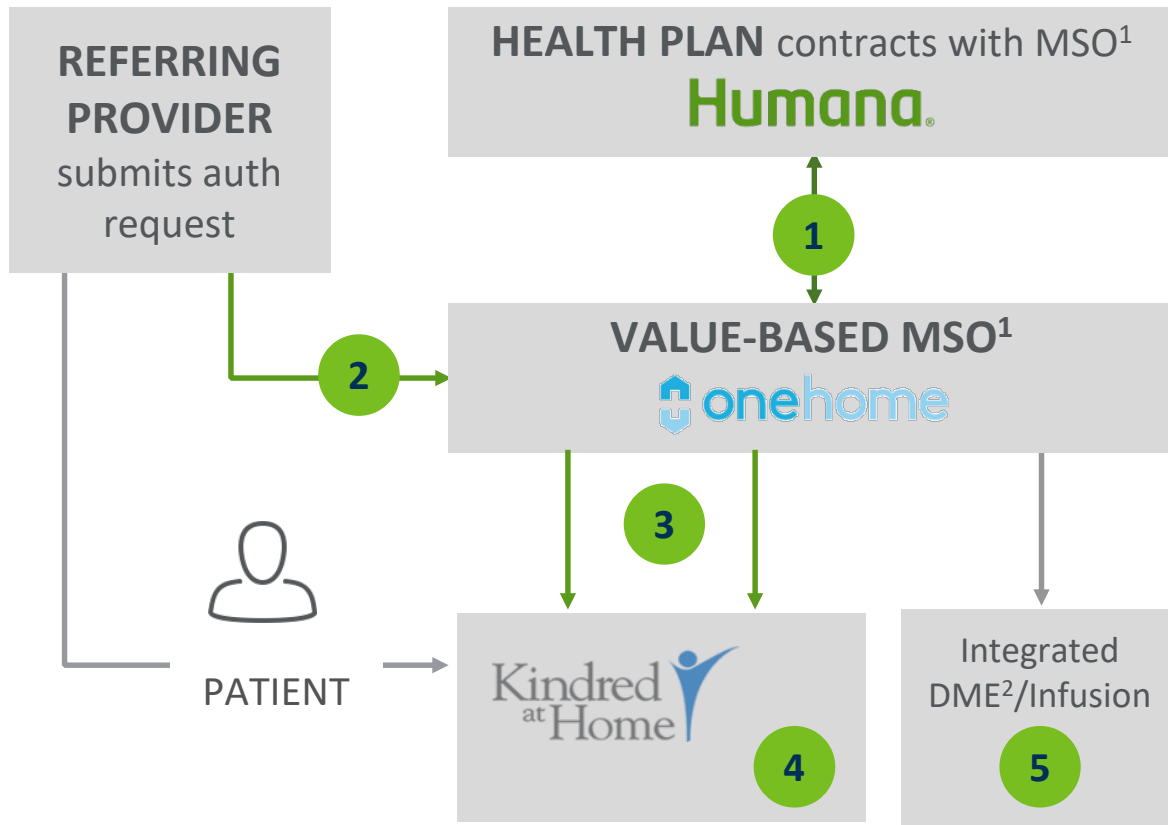 REFERRING
PROVIDER
submits auth
request
HEALTH PLAN contracts with MSO¹
Humana®
1
VALUE-BASED MSO¹
onehome
2
3
PATIENT
Kindred
at Home
4
Integrated
DME²/Infusion
5